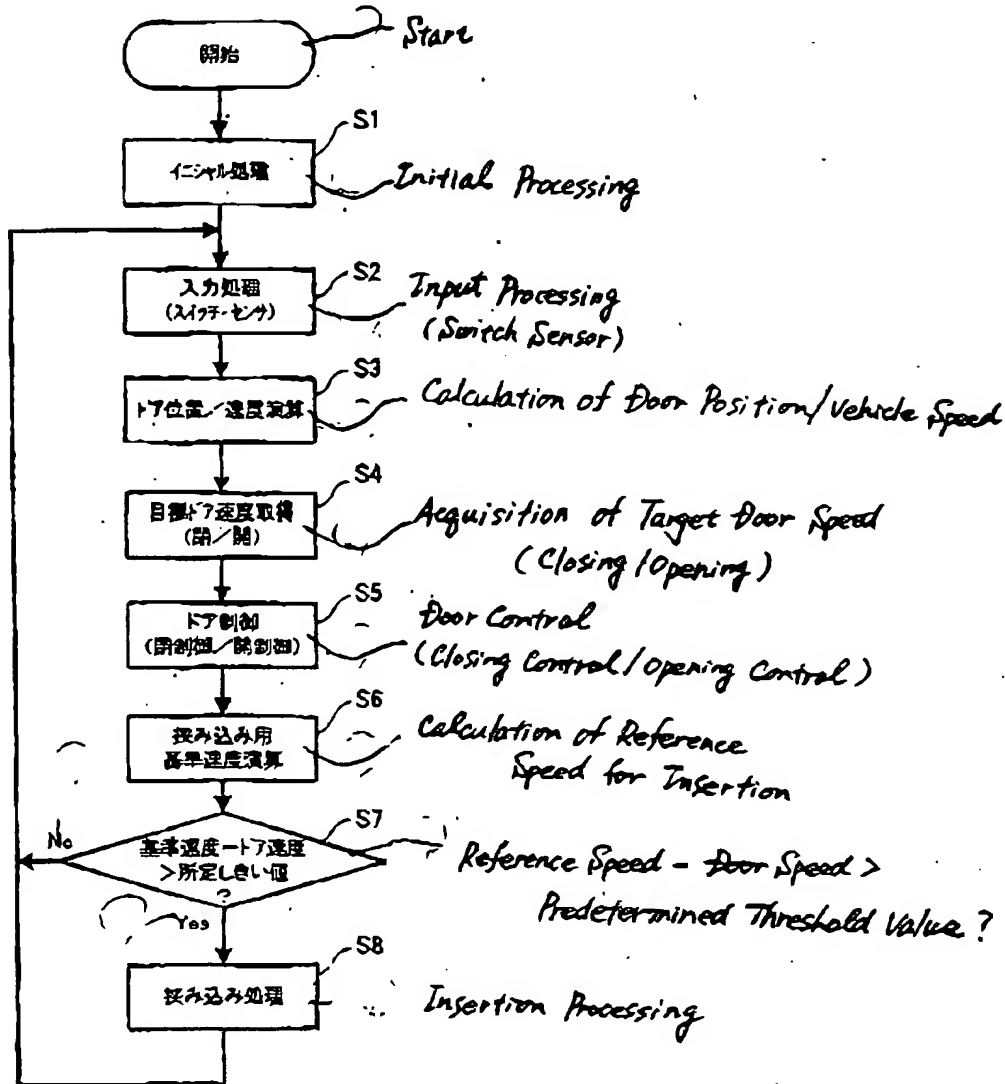 開始
Start
S1
イニシャル処理
Initial Processing
S2
入力処理
(スイッチ・センサ)
Input Processing
(Switch Sensor)
S3
ドア位置/速度演算
Calculation of Door Position/Vehicle Speed
S4
目標ドア速度取得
(閉/開)
Acquisition of Target Door Speed
(Closing/Opening)
S5
ドア制御
(閉制御/開制御)
Door Control
(Closing Control/Opening Control)
S6
挟み込み用
基準速度演算
Calculation of Reference
Speed for Insertion
S7
No
基準速度－ドア速度
>所定しきい値
?
Reference Speed - Door Speed >
Predetermined Threshold Value?
Yes
S8
挟み込み処理
Insertion Processing